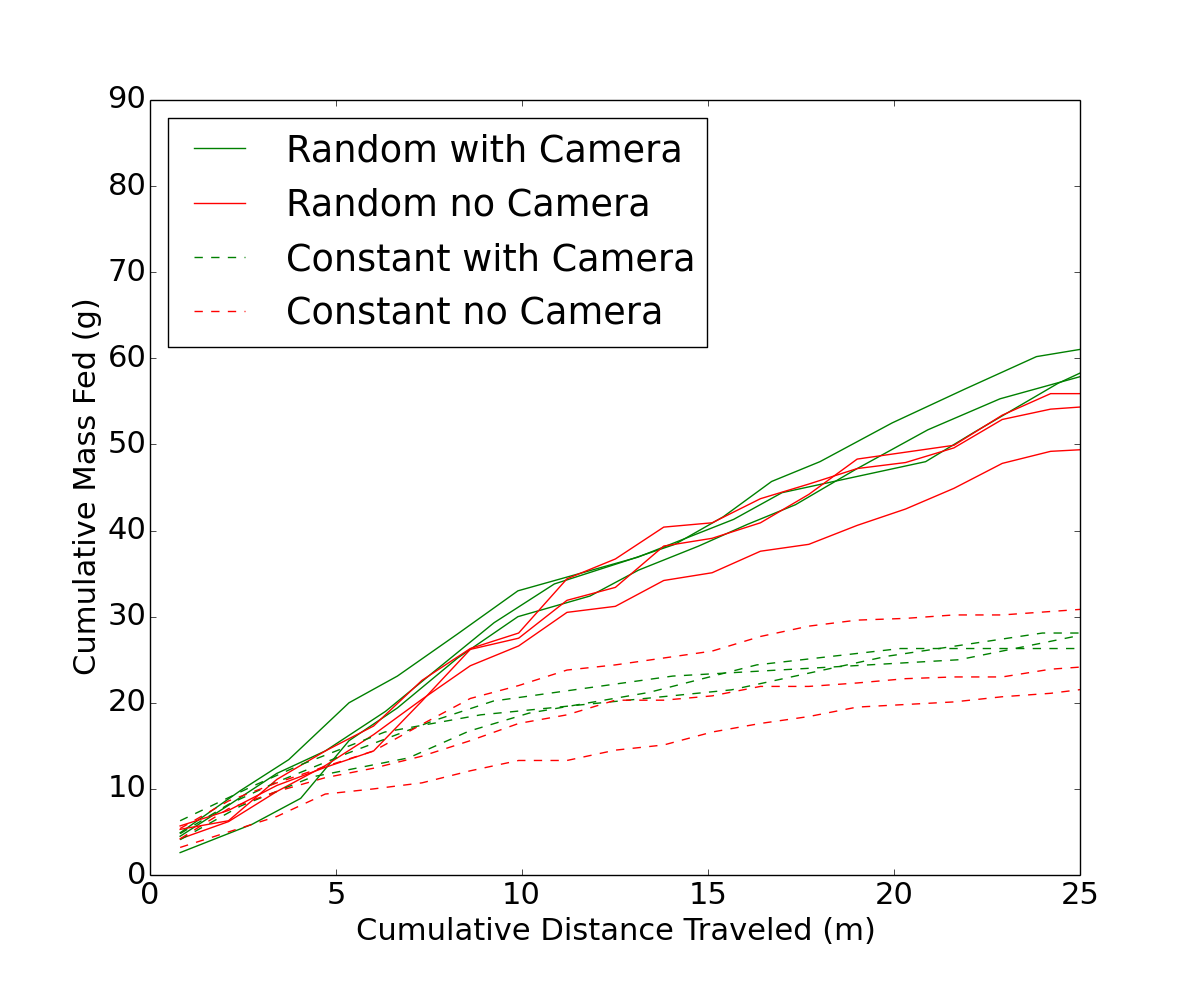 90
80
70
60
50
40
30
20
10
0
Cumulative Mass Fed (g)
Random with Camera
Random no Camera
Constant with Camera
Constant no Camera
0 5 10 15 20 25
Cumulative Distance Traveled (m)